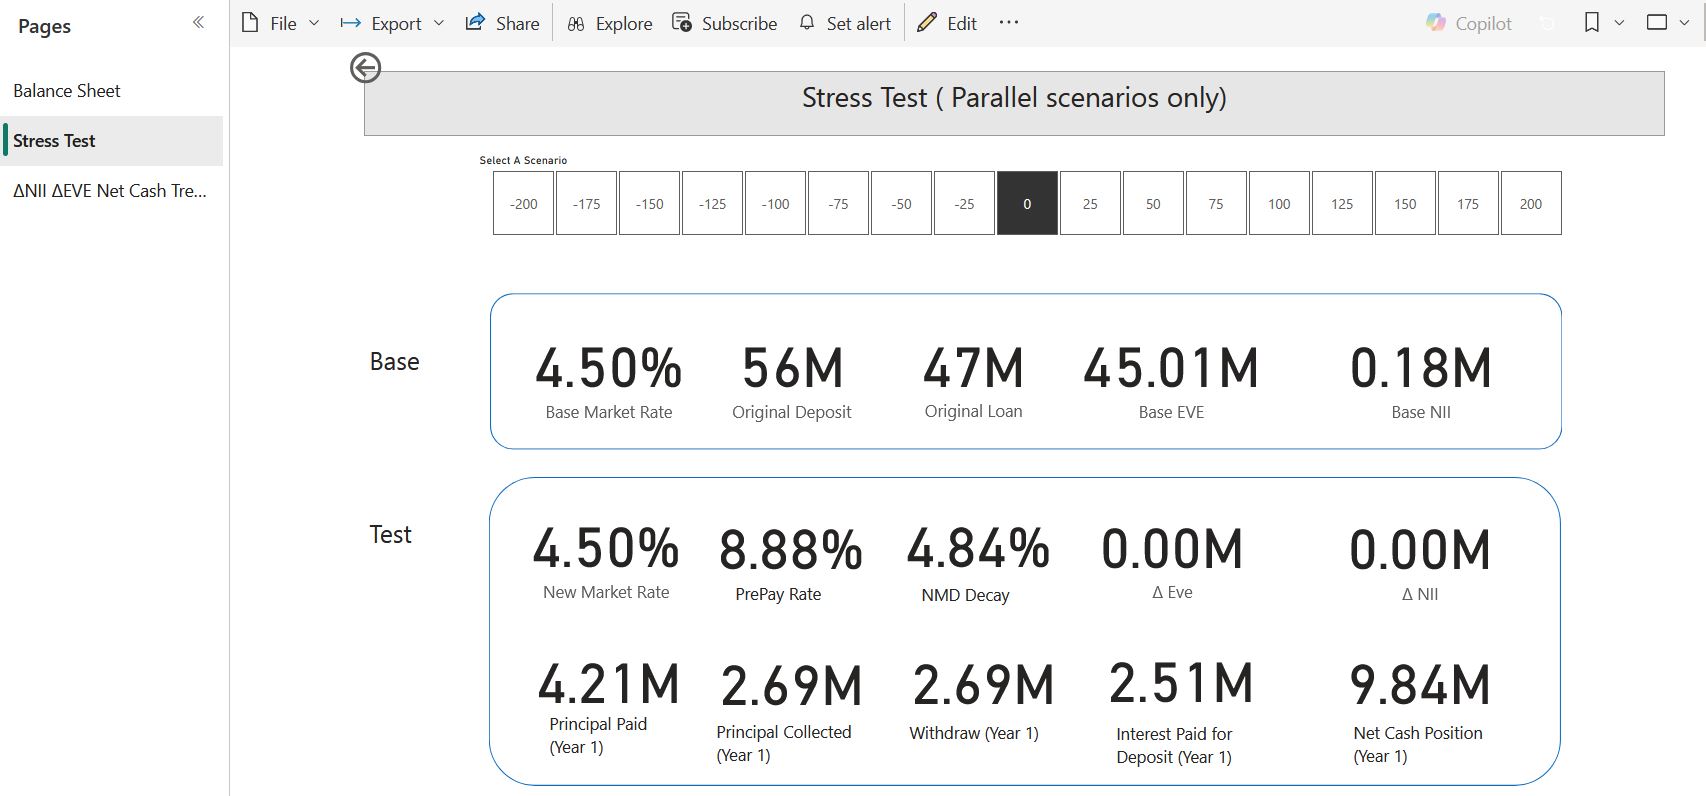 Pages
Balance Sheet
Stress Test
ΔNII ΔEVE Net Cash Tre...
File Export Share Explore Subscribe Set alert Edit ... Copilot
Stress Test ( Parallel scenarios only)
Select A Scenario
-200 -175 -150 -125 -100 -75 -50 -25 0 25 50 75 100 125 150 175 200
Base
4.50% 56M 47M 45.01M 0.18M
Base Market Rate Original Deposit Original Loan Base EVE Base NII
Test
4.50% 8.88% 4.84% 0.00M 0.00M
New Market Rate PrePay Rate NMD Decay Δ Eve Δ NII
4.21M 2.69M 2.69M 2.51M 9.84M
Principal Paid Principal Collected Withdraw (Year 1) Interest Paid for Net Cash Position
(Year 1) (Year 1) Deposit (Year 1) (Year 1)